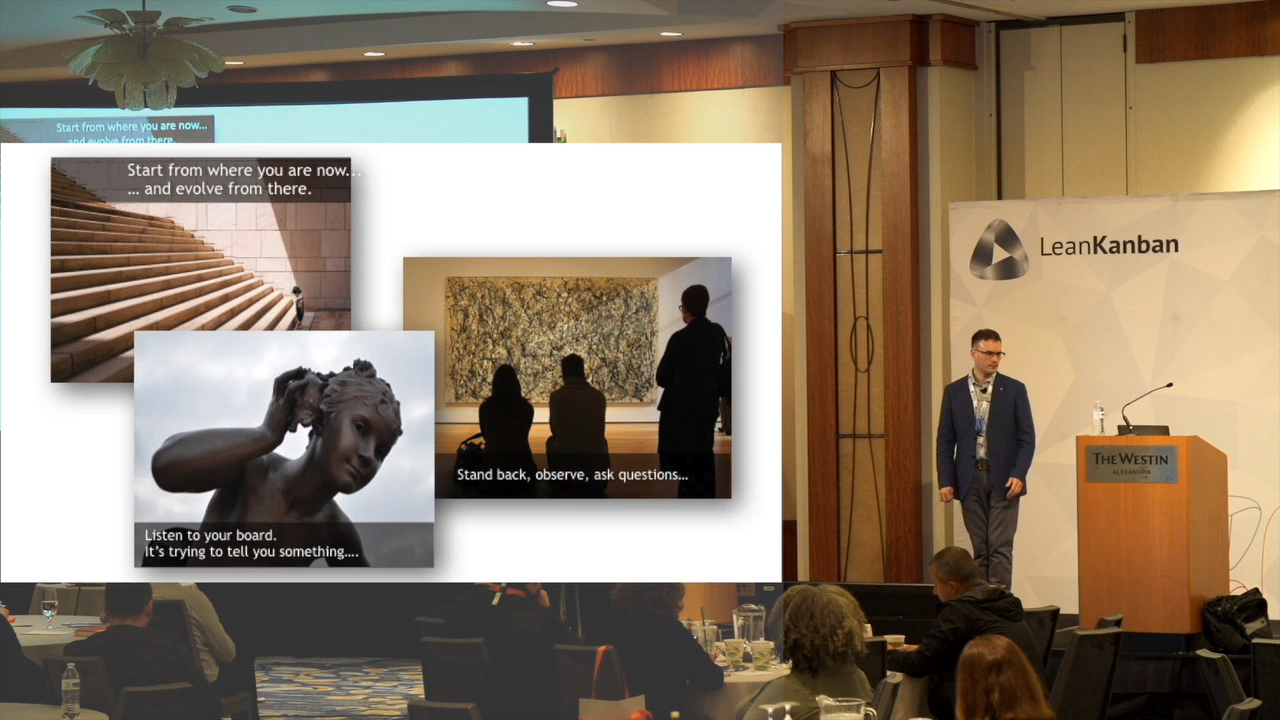 Start from where you are now...
and evolve from there.
Start from where you are now...
... and evolve from there.
LeanKanban
Stand back, observe, ask questions...
THE WESTIN
ALEXANDRIA
Listen to your board.
It's trying to tell you something....